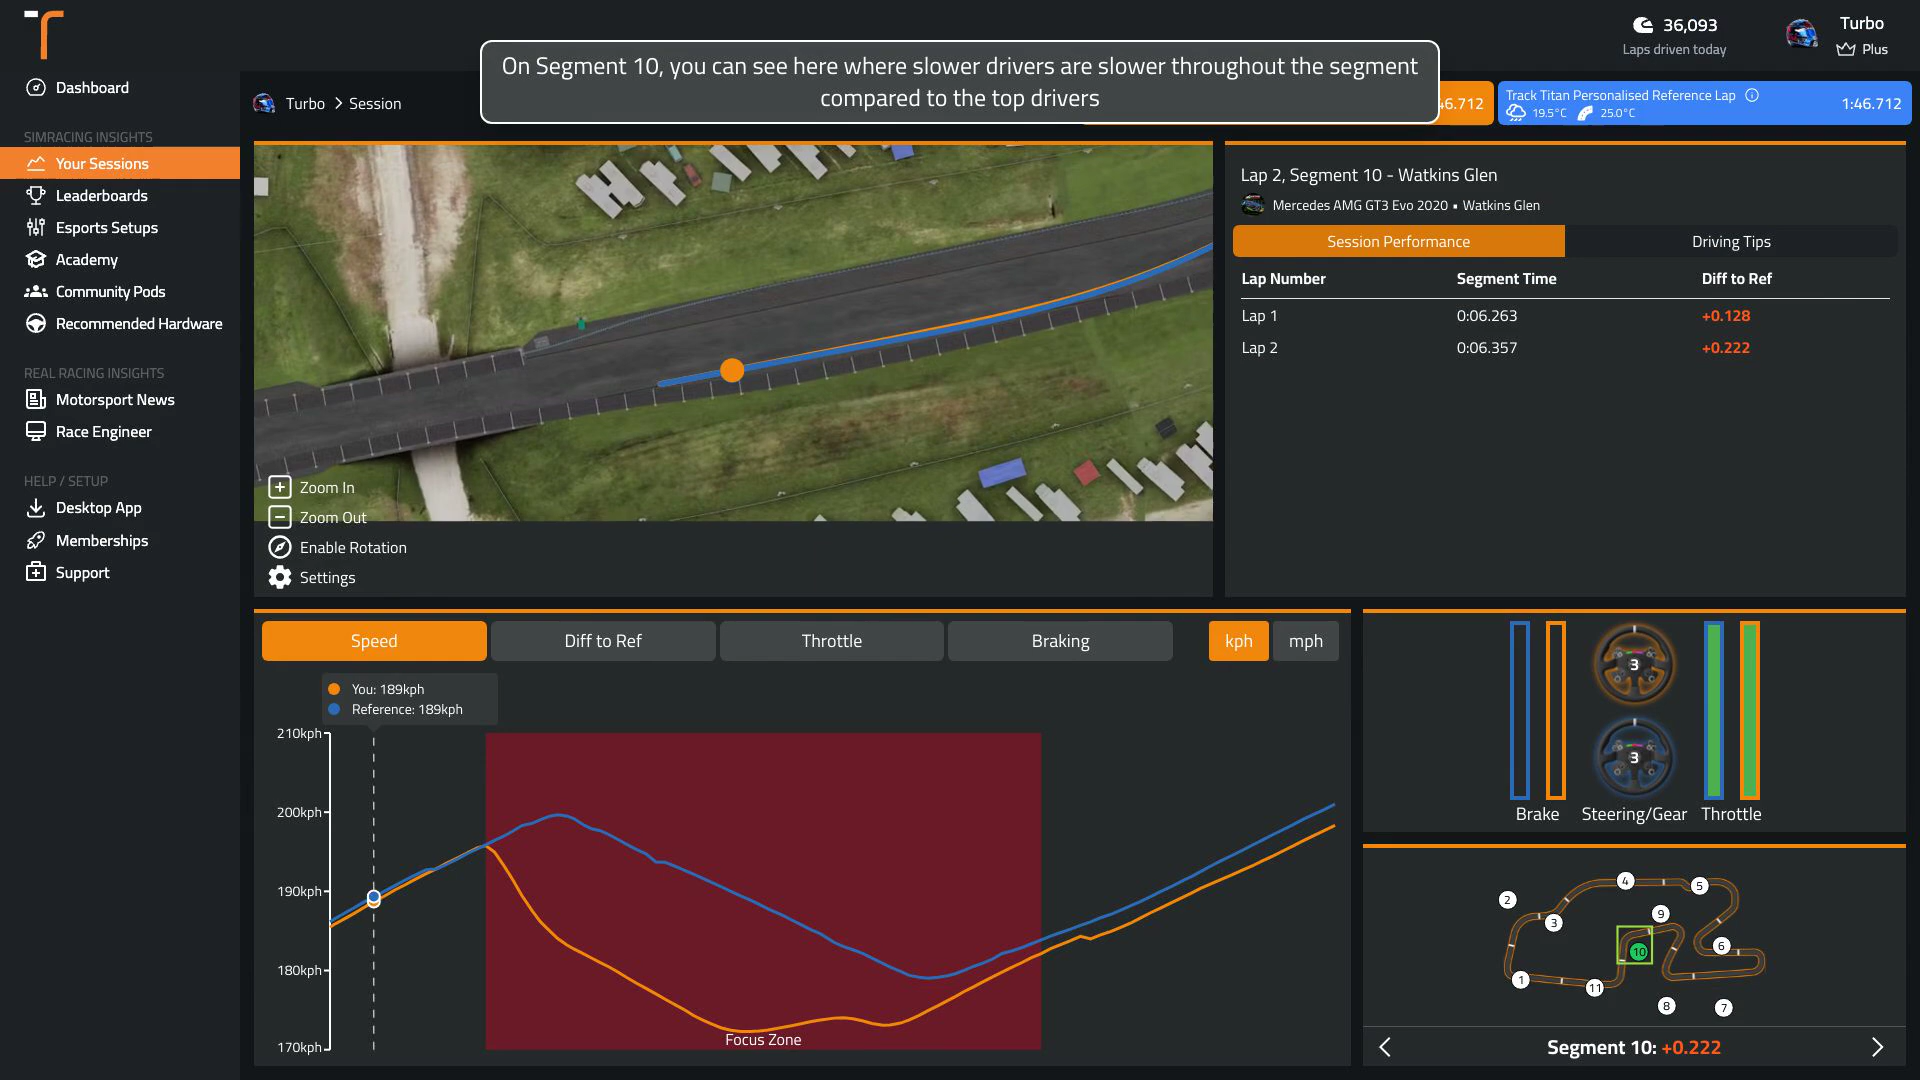 36,093
Laps driven today
Turbo
Plus
On Segment 10, you can see here where slower drivers are slower throughout the segment
compared to the top drivers
Dashboard
SIMRACING INSIGHTS
Your Sessions
Leaderboards
Esports Setups
Academy
Community Pods
Recommended Hardware
REAL RACING INSIGHTS
Motorsport News
Race Engineer
HELP / SETUP
Desktop App
Memberships
Support
Turbo > Session
46.712
Track Titan Personalised Reference Lap
19.5°C 25.0°C
1:46.712
Zoom In
Zoom Out
Enable Rotation
Settings
Lap 2, Segment 10 - Watkins Glen
Mercedes AMG GT3 Evo 2020 • Watkins Glen
Session Performance Driving Tips
Lap Number Segment Time Diff to Ref
Lap 1 0:06.263 +0.128
Lap 2 0:06.357 +0.222
Speed Diff to Ref Throttle Braking kph mph
You: 189kph
Reference: 189kph
210kph
200kph
190kph
180kph
170kph
Focus Zone
3
3
Brake Steering/Gear Throttle
4
5
2
9
3
6
10
1
11
8
7
Segment 10: +0.222